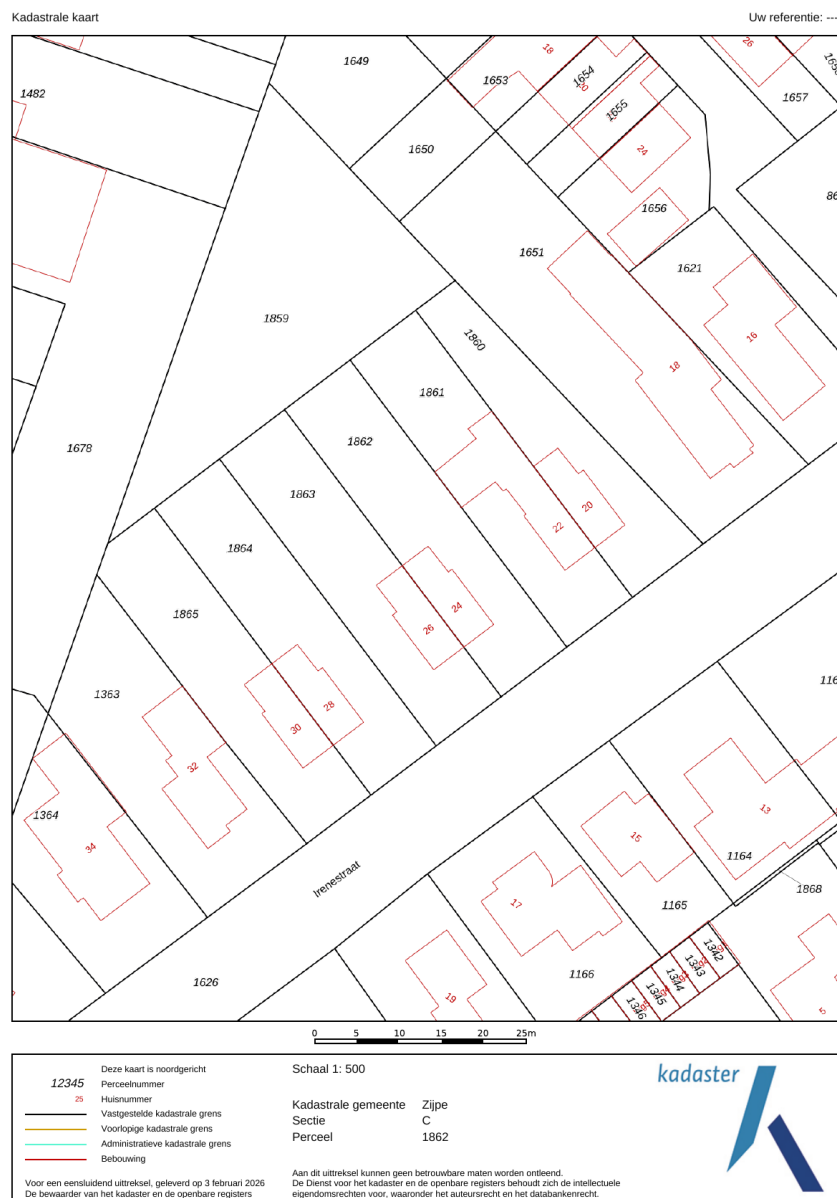 Kadastrale kaart
Uw referentie: ---
18
26
1649
1654
1653
1482
20
1657
1655
1650
24
86
1656
1651
1621
1859
1860
16
18
1861
1862
1678
1863
20
22
1864
24
1865
26
1363
116
28
30
32
13
1364
15
34
1164
Irenestraat
1868
17
1165
1342
1343
1166
1344
1626
1345
19
1346
5
0 5 10 15 20 25m
Deze kaart is noordgericht
12345 Perceelnummer
25 Huisnummer
Vastgestelde kadastrale grens
Voorlopige kadastrale grens
Administratieve kadastrale grens
Bebouwing
Voor een eensluidend uittreksel, geleverd op 3 februari 2026
De bewaarder van het kadaster en de openbare registers
Schaal 1: 500
Kadastrale gemeente Zijpe
Sectie C
Perceel 1862
Aan dit uittreksel kunnen geen betrouwbare maten worden ontleend.
De Dienst voor het kadaster en de openbare registers behoudt zich de intellectuele
eigendomsrechten voor, waaronder het auteursrecht en het databankenrecht.
kadaster